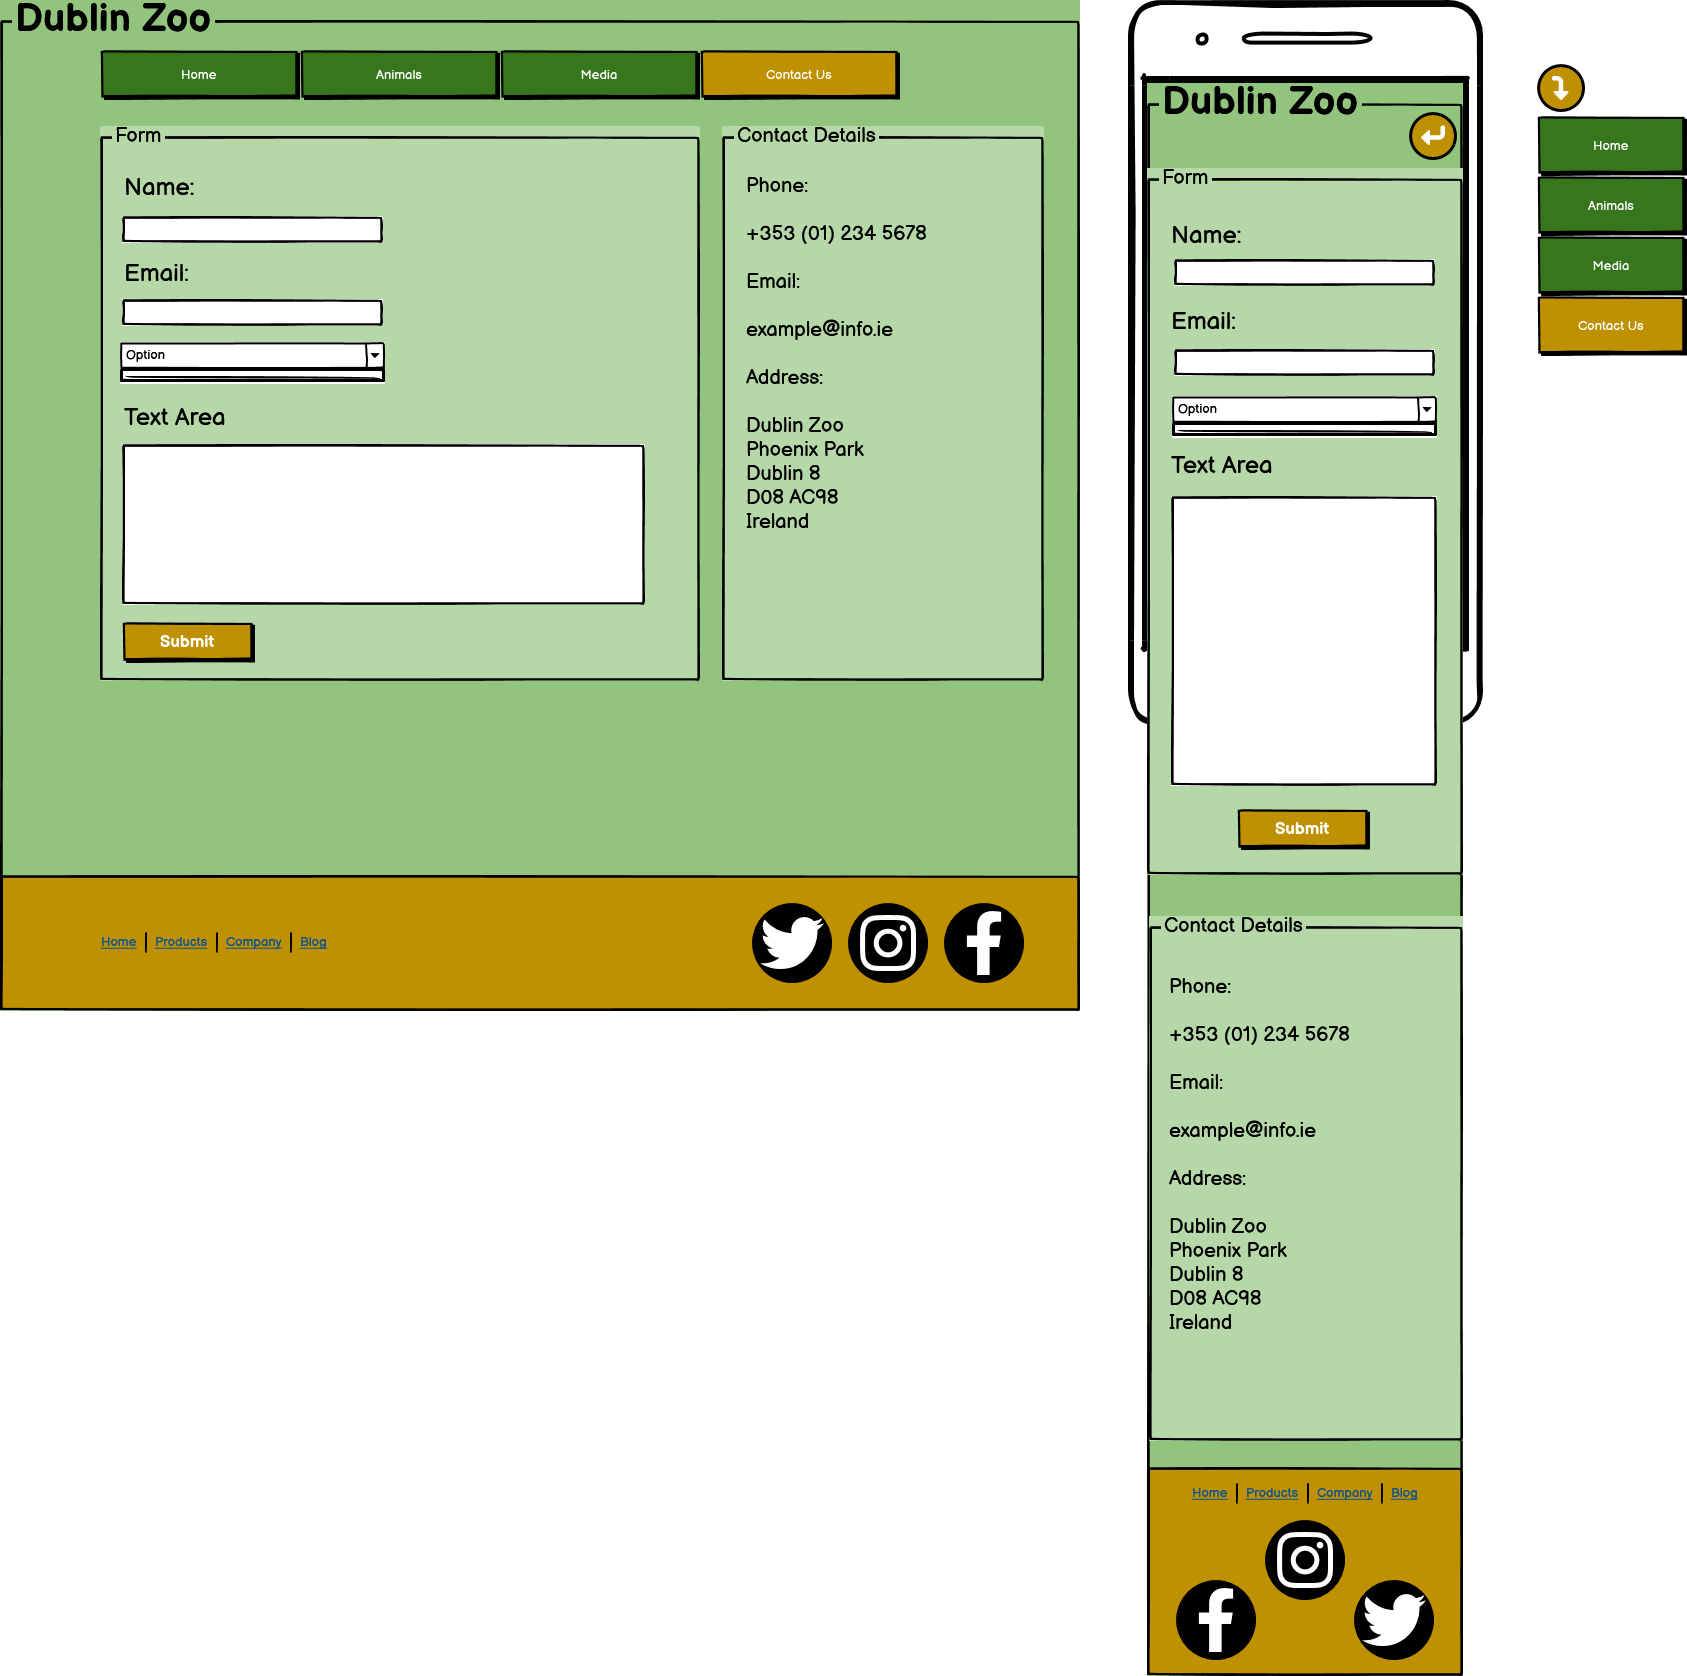 Dublin Zoo
Home
Animals
Media
Contact Us
Form
Name:
Email:
Option
Text Area
Submit
Contact Details
Phone:
+353 (01) 234 5678
Email:
example@info.ie
Address:
Dublin Zoo
Phoenix Park
Dublin 8
D08 AC98
Ireland
Home
Products
Company
Blog
Dublin Zoo
Form
Name:
Email:
Option
Text Area
Submit
Contact Details
Phone:
+353 (01) 234 5678
Email:
example@info.ie
Address:
Dublin Zoo
Phoenix Park
Dublin 8
D08 AC98
Ireland
Home
Products
Company
Blog
Home
Animals
Media
Contact Us